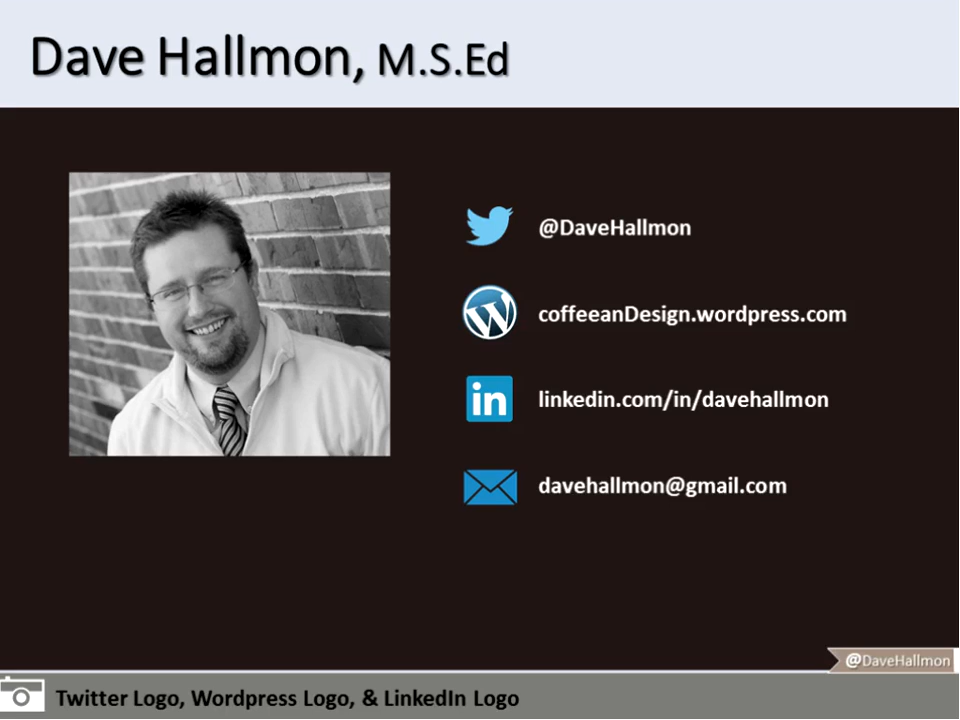 Dave Hallmon, M.S.Ed
@DaveHallmon
coffeeanDesign.wordpress.com
linkedin.com/in/davehallmon
davehallmon@gmail.com
@DaveHallmon
Twitter Logo, Wordpress Logo, & LinkedIn Logo